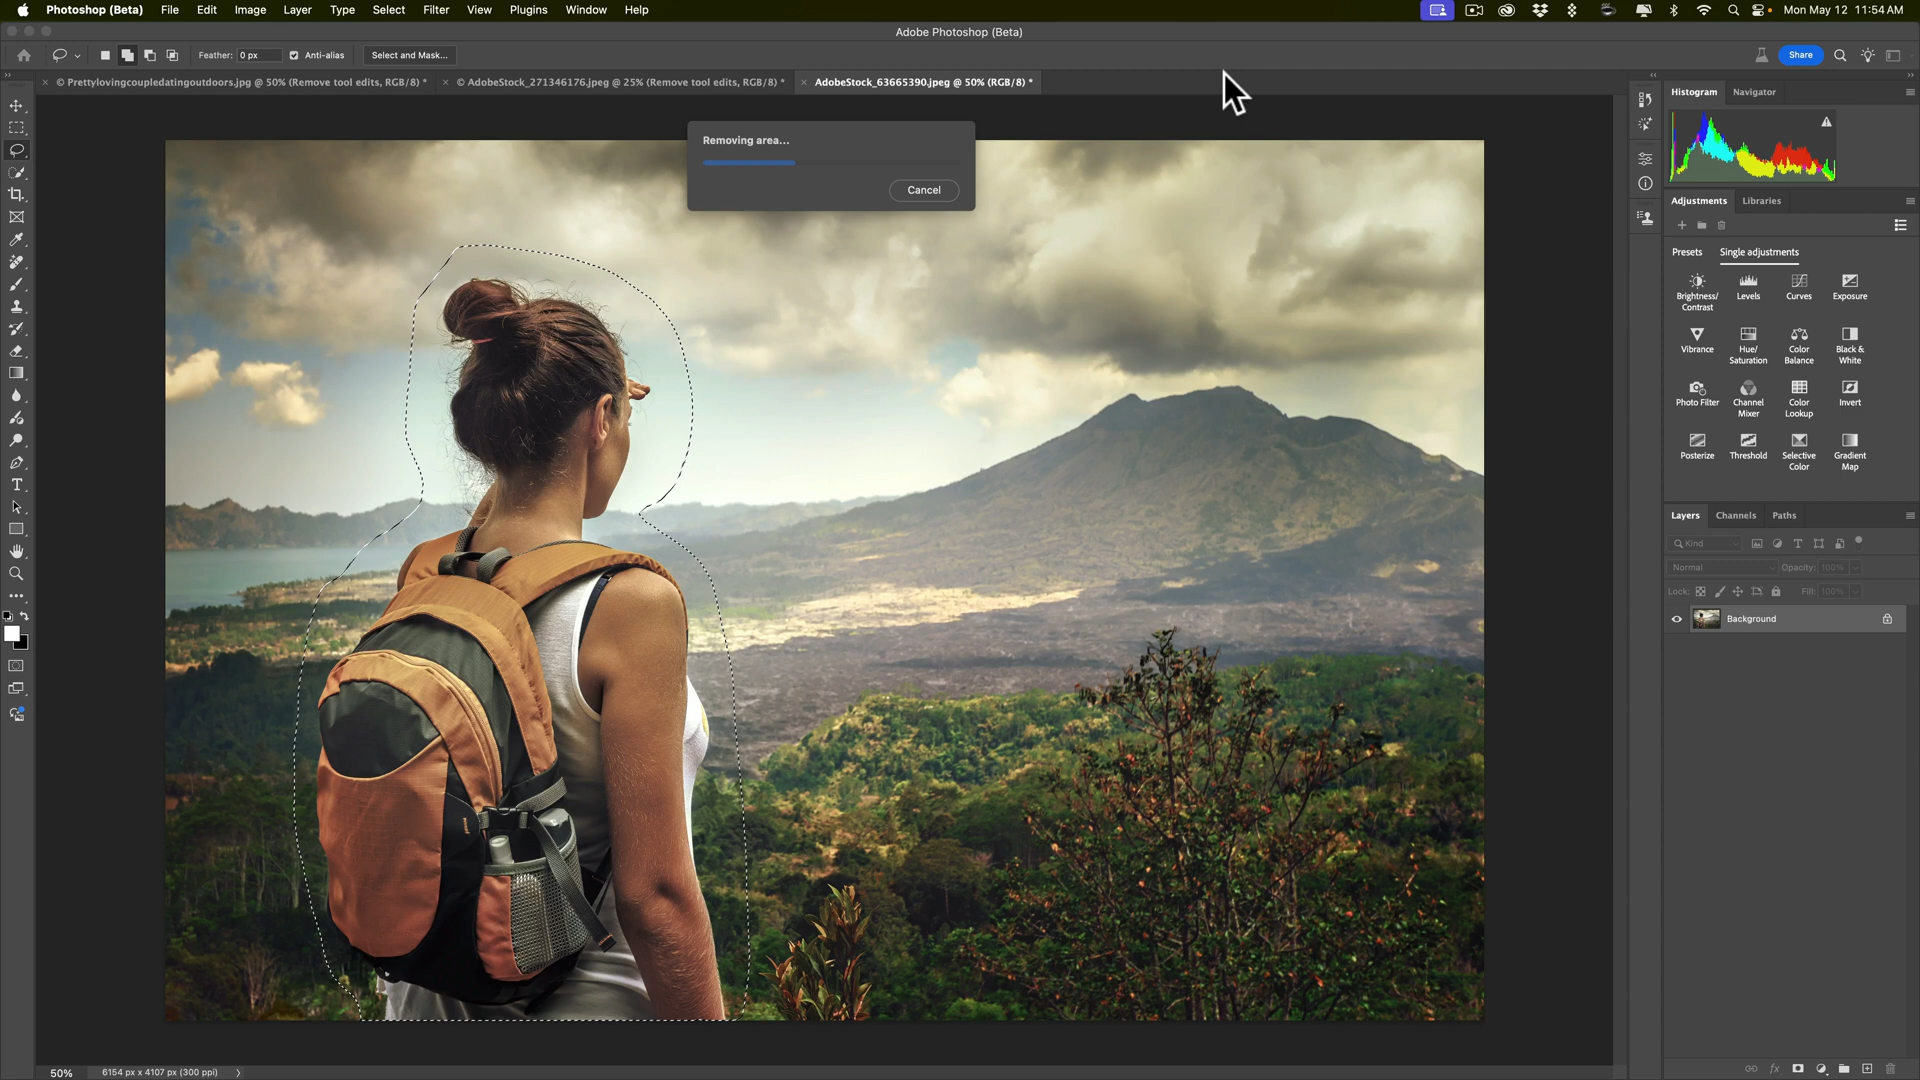 Photoshop (Beta) File Edit Image Layer Type Select Filter View Plugins Window Help Mon May 12 11:54 AM
Adobe Photoshop (Beta)
Feather: 0 px Anti-alias Select and Mask... Share
© Prettylovingcoupledatingoutdoors.jpg @ 50% (Remove tool edits, RGB/8) * © AdobeStock_271346176.jpeg @ 25% (Remove tool edits, RGB/8) * AdobeStock_63665390.jpeg @ 50% (RGB/8) *
Removing area...
Cancel
Histogram Navigator
Adjustments Libraries
Presets Single adjustments
Brightness/
Contrast
Levels
Curves
Exposure
Vibrance
Hue/
Saturation
Color
Balance
Black &
White
Photo Filter
Channel
Mixer
Color
Lookup
Invert
Posterize
Threshold
Selective
Color
Gradient
Map
Layers Channels Paths
Kind
Normal Opacity: 100%
Lock: Fill: 100%
Background
50% 6154 px x 4107 px (300 ppi)